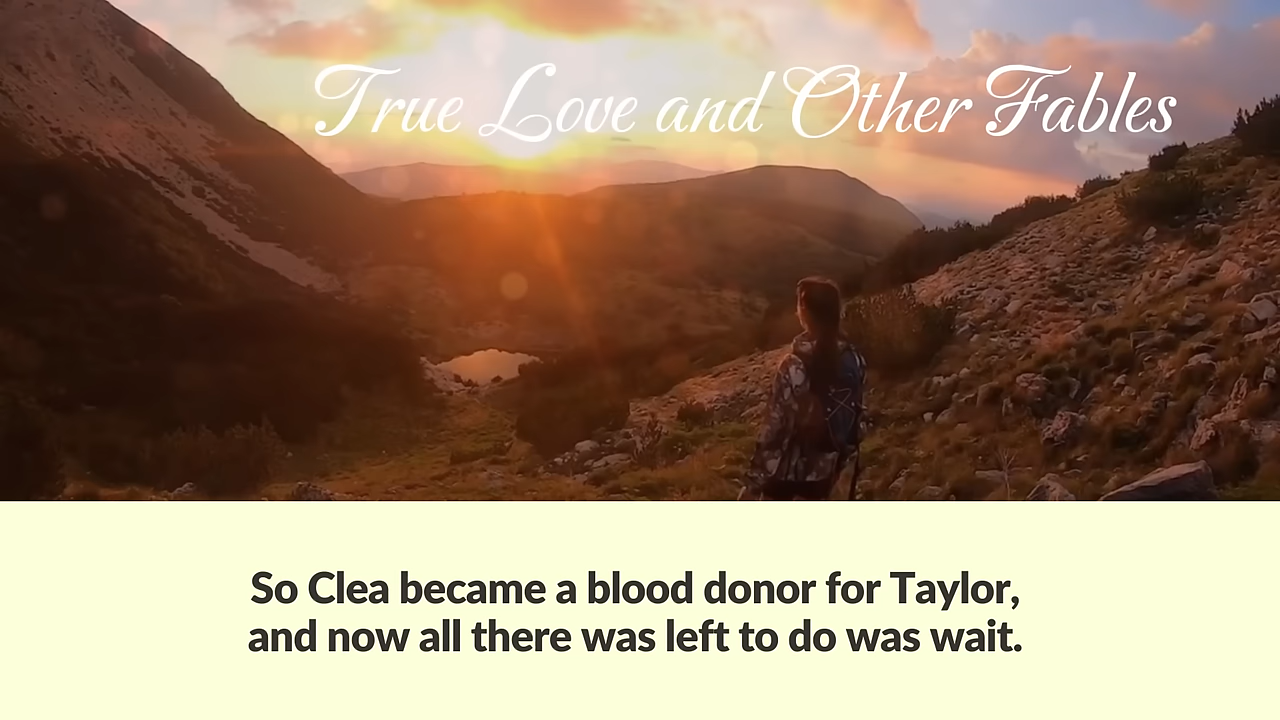 True Love and Other Fables
So Clea became a blood donor for Taylor,
and now all there was left to do was wait.